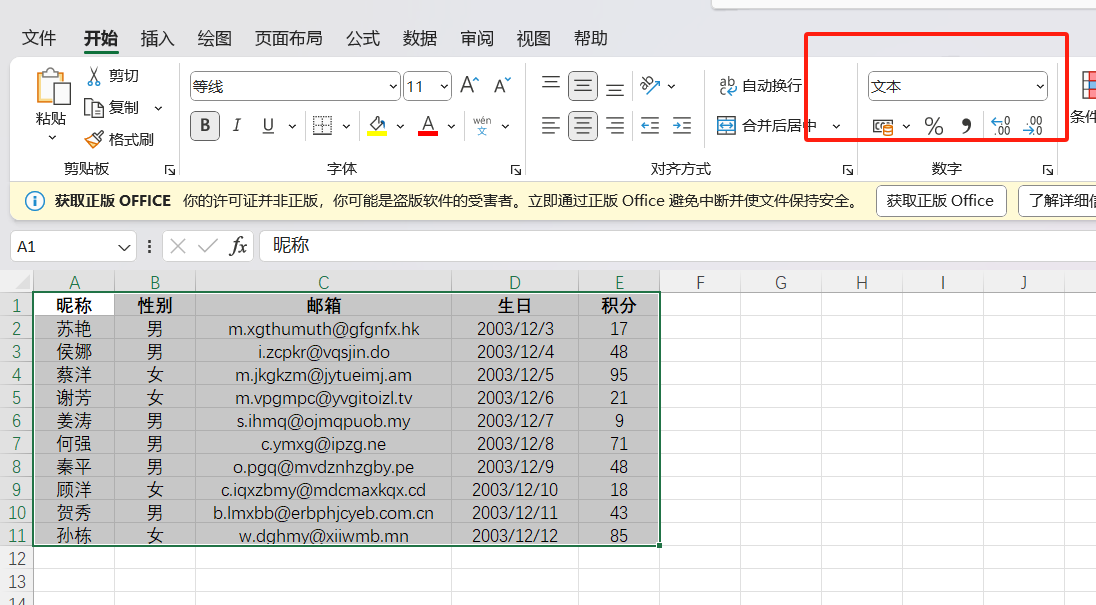 文件 开始 插入 绘图 页面布局 公式 数据 审阅 视图 帮助
粘贴 剪切 复制 格式刷
等线 11 A A
B I U A wén 文
ab 自动换行
合并后居中
文本
% .00 .00
条件
剪贴板 字体 对齐方式 数字
获取正版 OFFICE 你的许可证并非正版，你可能是盗版软件的受害者。立即通过正版 Office 避免中断并使文件保持安全。 获取正版 Office 了解详细信
A1 fx 昵称
A B C D E F G H I J
1 昵称 性别 邮箱 生日 积分
2 苏艳 男 m.xgthumuth@gfgnfx.hk 2003/12/3 17
3 侯娜 男 i.zcpkr@vqsjin.do 2003/12/4 48
4 蔡洋 女 m.jkgkzm@jytueimj.am 2003/12/5 95
5 谢芳 女 m.vpgmpc@yvgitoizl.tv 2003/12/6 21
6 姜涛 男 s.ihmq@ojmqpuob.my 2003/12/7 9
7 何强 男 c.ymxg@ipzg.ne 2003/12/8 71
8 秦平 男 o.pgq@mvdznhzgby.pe 2003/12/9 48
9 顾洋 女 c.iqxzbmy@mdcmaxkqx.cd 2003/12/10 18
10 贺秀 男 b.lmxbb@erbphjcyeb.com.cn 2003/12/11 43
11 孙栋 女 w.dghmy@xiiwmb.mn 2003/12/12 85
12
13
14